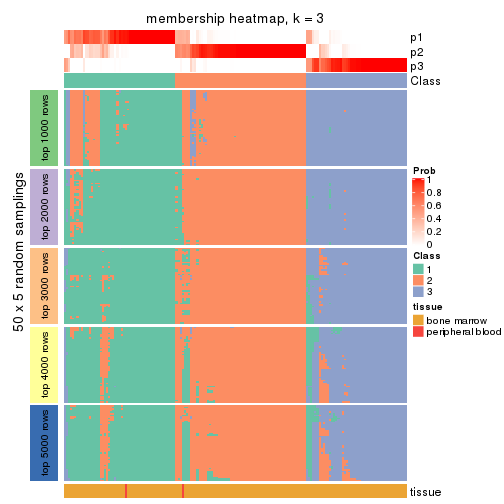 membership heatmap, k = 3
p1
p2
p3
Class
50 x 5 random samplings
top 1000 rows
top 2000 rows
top 3000 rows
top 4000 rows
top 5000 rows
tissue
Prob
1
0.8
0.6
0.4
0.2
0
Class
1
2
3
tissue
bone marrow
peripheral blood